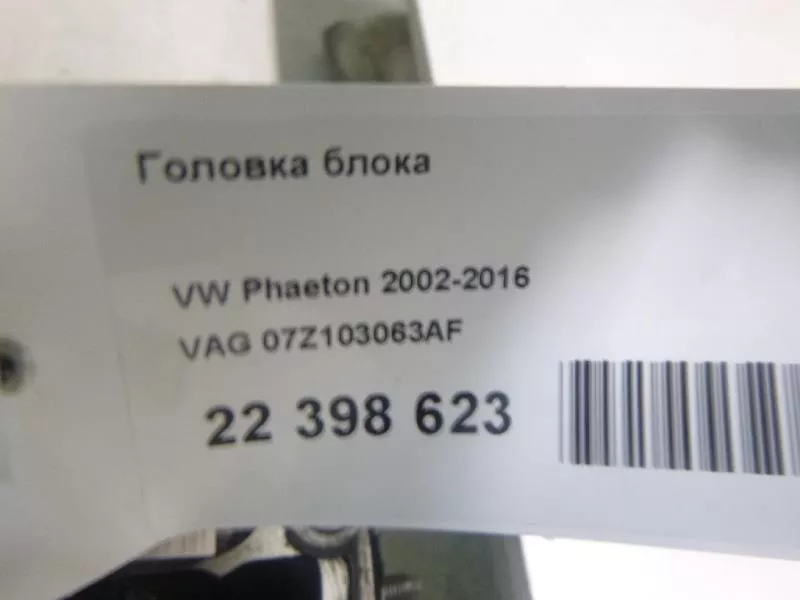 Головка блока
VW Phaeton 2002-2016
VAG 07Z103063AF
22 398 623